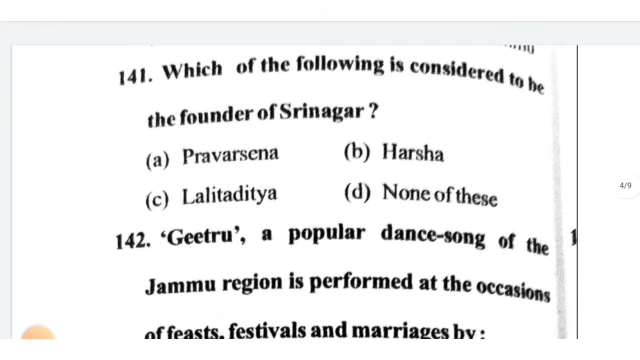 141. Which of the following is considered to be
the founder of Srinagar ?
(a) Pravarsena (b) Harsha
(c) Lalitaditya (d) None of these
4/9
142. 'Geetru', a popular dance-song of the
Jammu region is performed at the occasions
of feasts, festivals and marriages by :